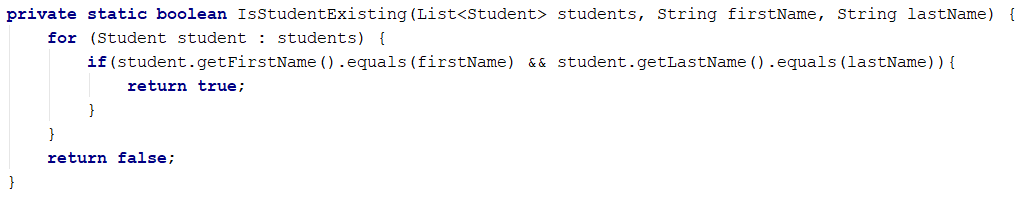 private static boolean IsStudentExisting(List<Student> students, String firstName, String lastName) {
    for (Student student : students) {
        if(student.getFirstName().equals(firstName) && student.getLastName().equals(lastName)){
            return true;
        }
    }
    return false;
}